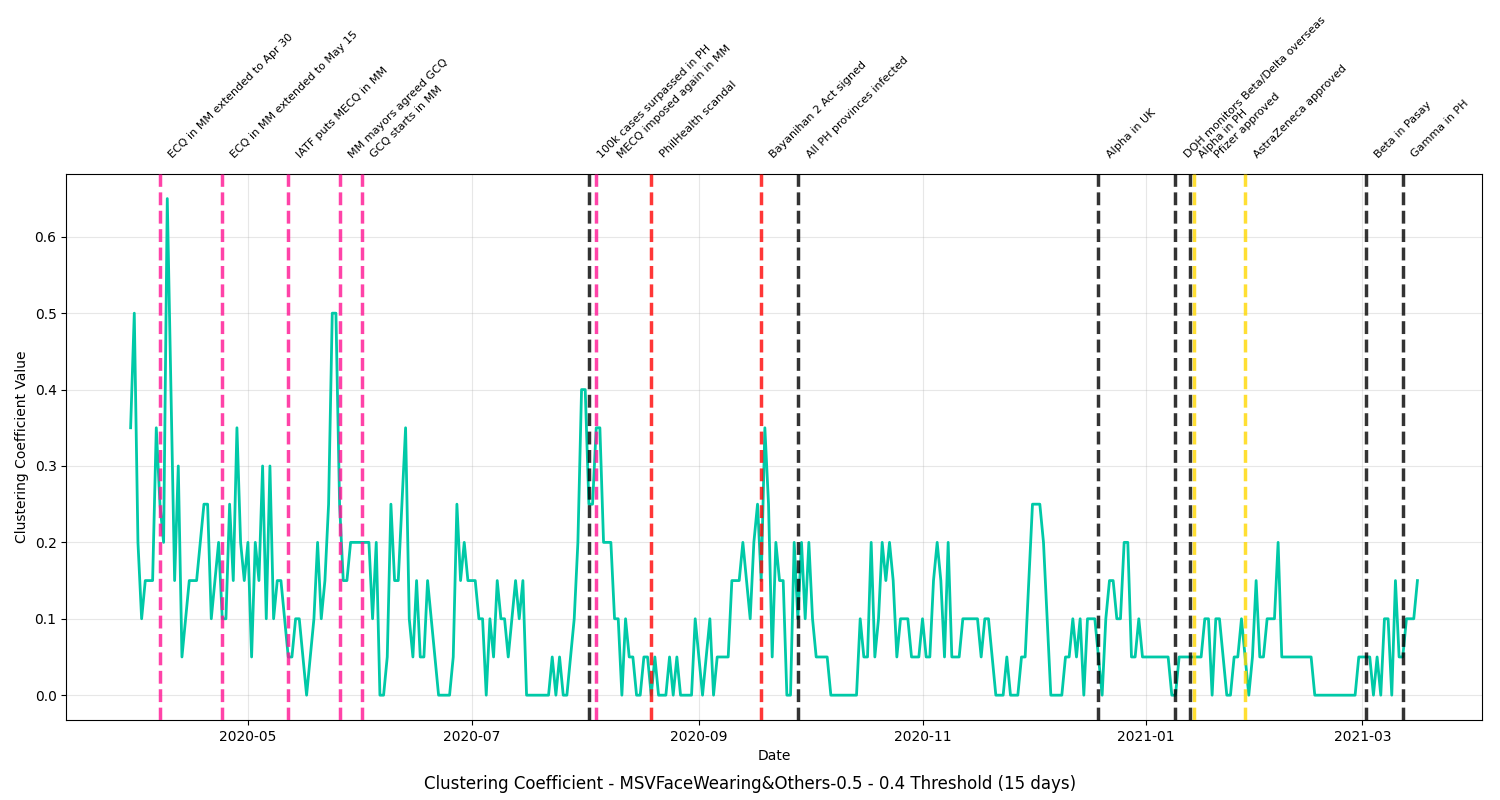 ECQ in MM extended to Apr 30
ECQ in MM extended to May 15
IATF puts MECQ in MM
MM mayors agreed GCQ
GCQ starts in MM
100k cases surpassed in PH
MECQ imposed again in MM
PhilHealth scandal
Bayanihan 2 Act signed
All PH provinces infected
Alpha in UK
DOH monitors Beta/Delta overseas
Alpha in PH
Pfizer approved
AstraZeneca approved
Beta in Pasay
Gamma in PH
Clustering Coefficient Value
0.6
0.5
0.4
0.3
0.2
0.1
0.0
2020-05
2020-07
2020-09
2020-11
2021-01
2021-03
Date
Clustering Coefficient - MSVFaceWearing&Others-0.5 - 0.4 Threshold (15 days)